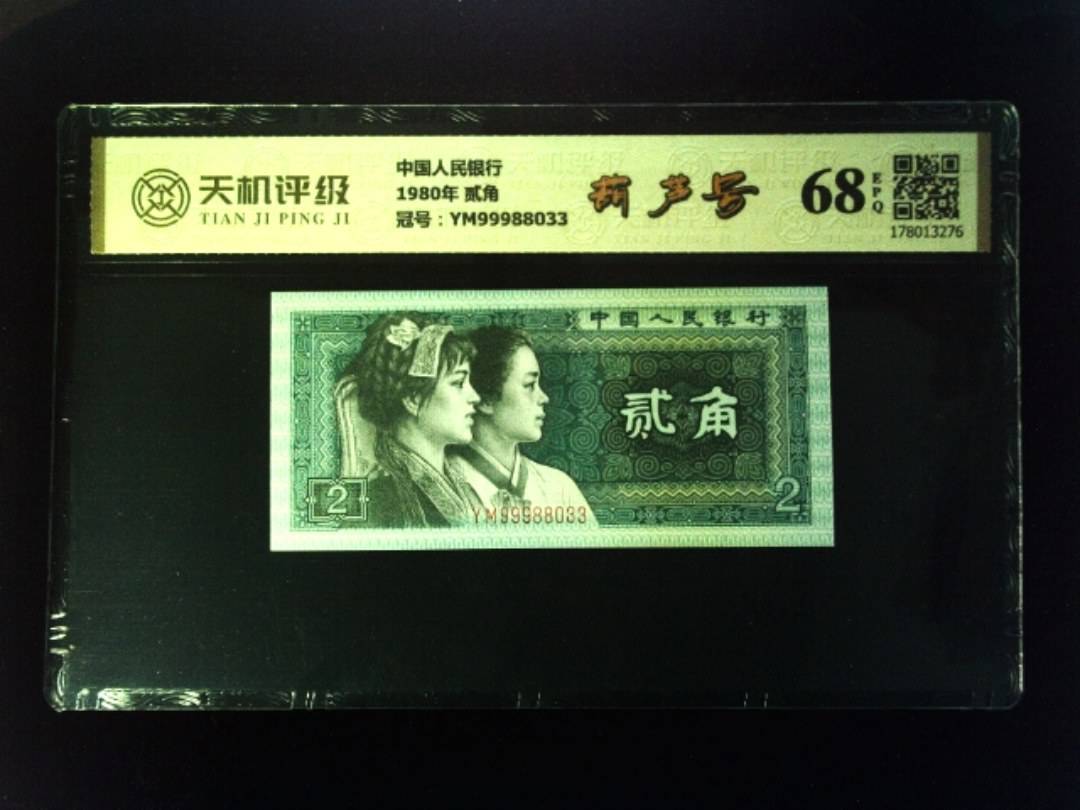 天机评级
TIAN JI PING JI
中国人民银行
1980年 贰角
冠号：YM99988033
葫芦号
68
EPQ
178013276
中国人民银行
贰角
2
2
YM99988033